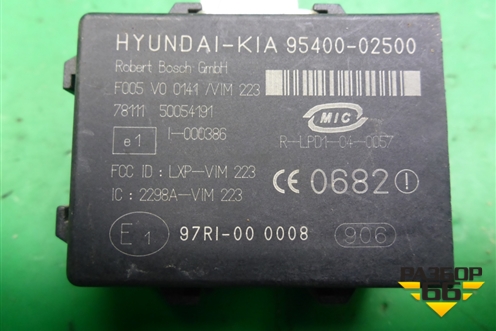 HYUNDAI-KIA 95400-02500
Robert Bosch GmbH
F005 V0 0141 /VIM 223
78111 50054191
e1 I-000386
MIC
R-LPD1-04-0057
FCC ID : LXP-VIM 223
IC : 2298A-VIM 223
CE 0682 !
E1 97RI-00 0008 906
РАЗБОР
66